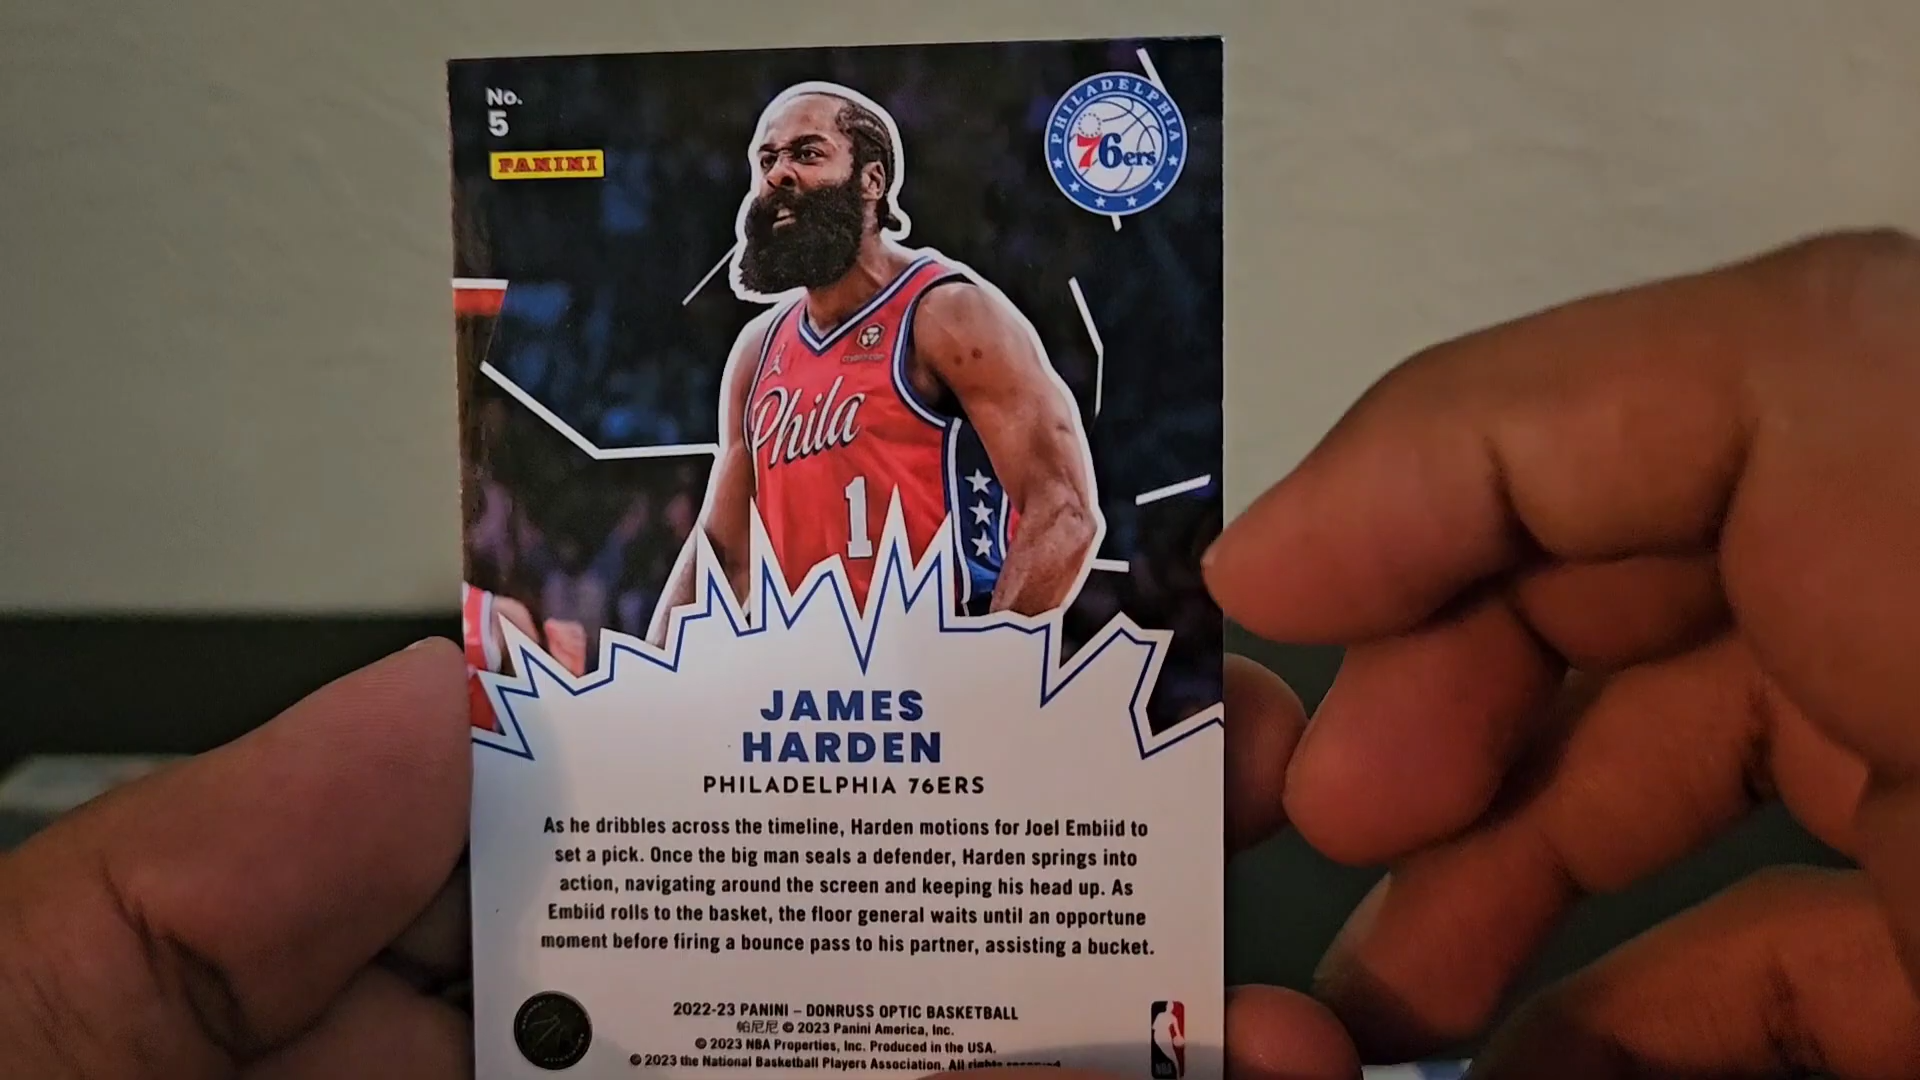 No.
5
PANINI
PHILADELPHIA
76ers
Phila
1
JAMES
HARDEN
PHILADELPHIA 76ERS
As he dribbles across the timeline, Harden motions for Joel Embiid to
set a pick. Once the big man seals a defender, Harden springs into
action, navigating around the screen and keeping his head up. As
Embiid rolls to the basket, the floor general waits until an opportune
moment before firing a bounce pass to his partner, assisting a bucket.
2022-23 PANINI – DONRUSS OPTIC BASKETBALL
帕尼尼 © 2023 Panini America, Inc.
© 2023 NBA Properties, Inc. Produced in the USA.
© 2023 the National Basketball Players Association. All rights
NBA